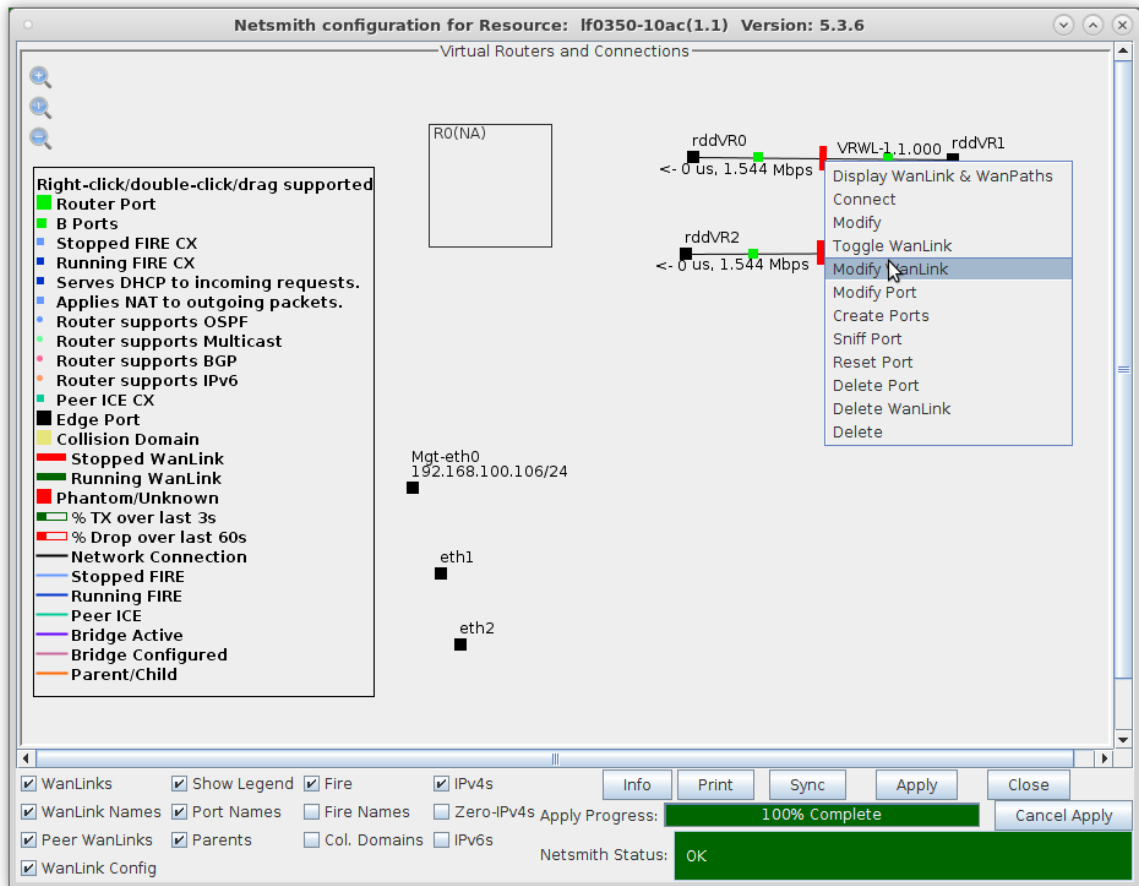 Netsmith configuration for Resource: lf0350-10ac(1.1) Version: 5.3.6
Virtual Routers and Connections
R0(NA)
rddVR0
VRWL-1.1.000
rddVR1
<- 0 us, 1.544 Mbps
rddVR2
<- 0 us, 1.544 Mbps
Display WanLink & WanPaths
Connect
Modify
Toggle WanLink
Modify WanLink
Modify Port
Create Ports
Sniff Port
Reset Port
Delete Port
Delete WanLink
Delete
Right-click/double-click/drag supported
Router Port
B Ports
Stopped FIRE CX
Running FIRE CX
Serves DHCP to incoming requests.
Applies NAT to outgoing packets.
Router supports OSPF
Router supports Multicast
Router supports BGP
Router supports IPv6
Peer ICE CX
Edge Port
Collision Domain
Stopped WanLink
Running WanLink
Phantom/Unknown
% TX over last 3s
% Drop over last 60s
Network Connection
Stopped FIRE
Running FIRE
Peer ICE
Bridge Active
Bridge Configured
Parent/Child
Mgt-eth0
192.168.100.106/24
eth1
eth2
WanLinks Show Legend Fire IPv4s Info Print Sync Apply Close
WanLink Names Port Names Fire Names Zero-IPv4s Apply Progress: 100% Complete Cancel Apply
Peer WanLinks Parents Col. Domains IPv6s
Netsmith Status: OK
WanLink Config